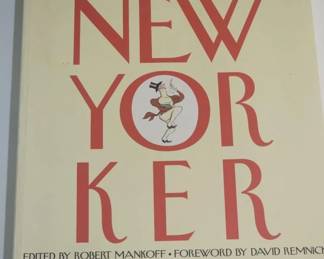 NEW
YOR
KER
EDITED BY ROBERT MANKOFF • FOREWORD BY DAVID REMNICK